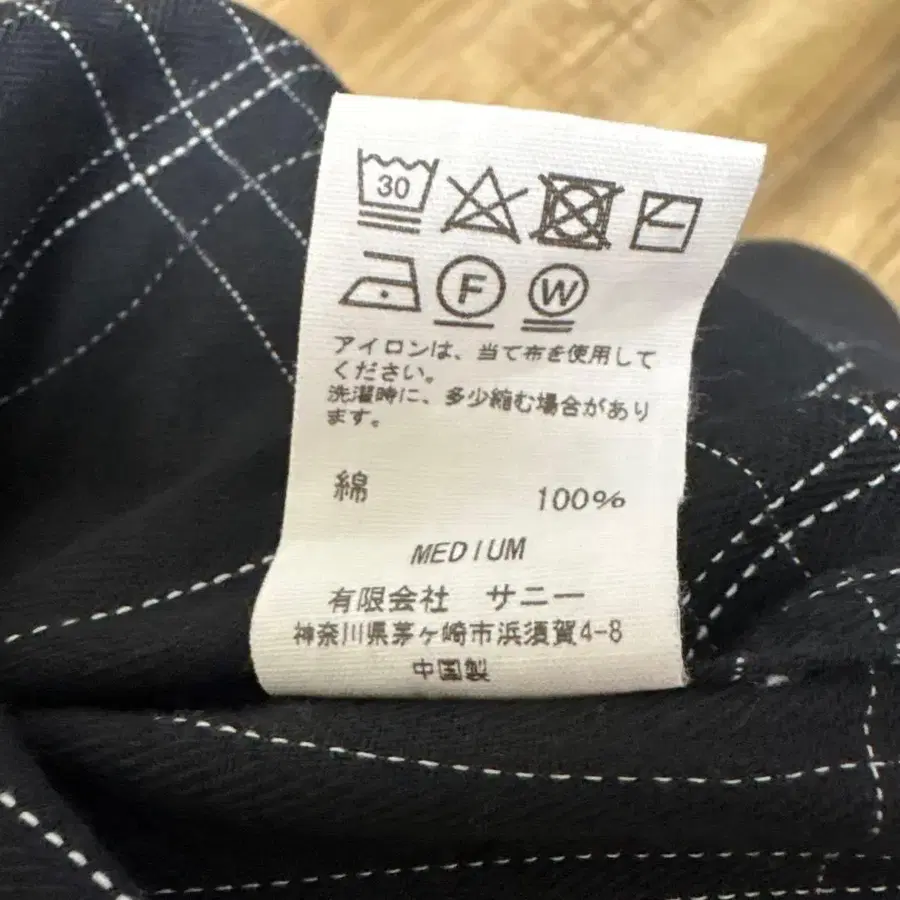 30
F W
アイロンは、当て布を使用して
ください。
洗濯時に、多少縮む場合があり
ます。
綿 100%
MEDIUM
有限会社 サニー
神奈川県茅ヶ崎市浜須賀4-8
中国製